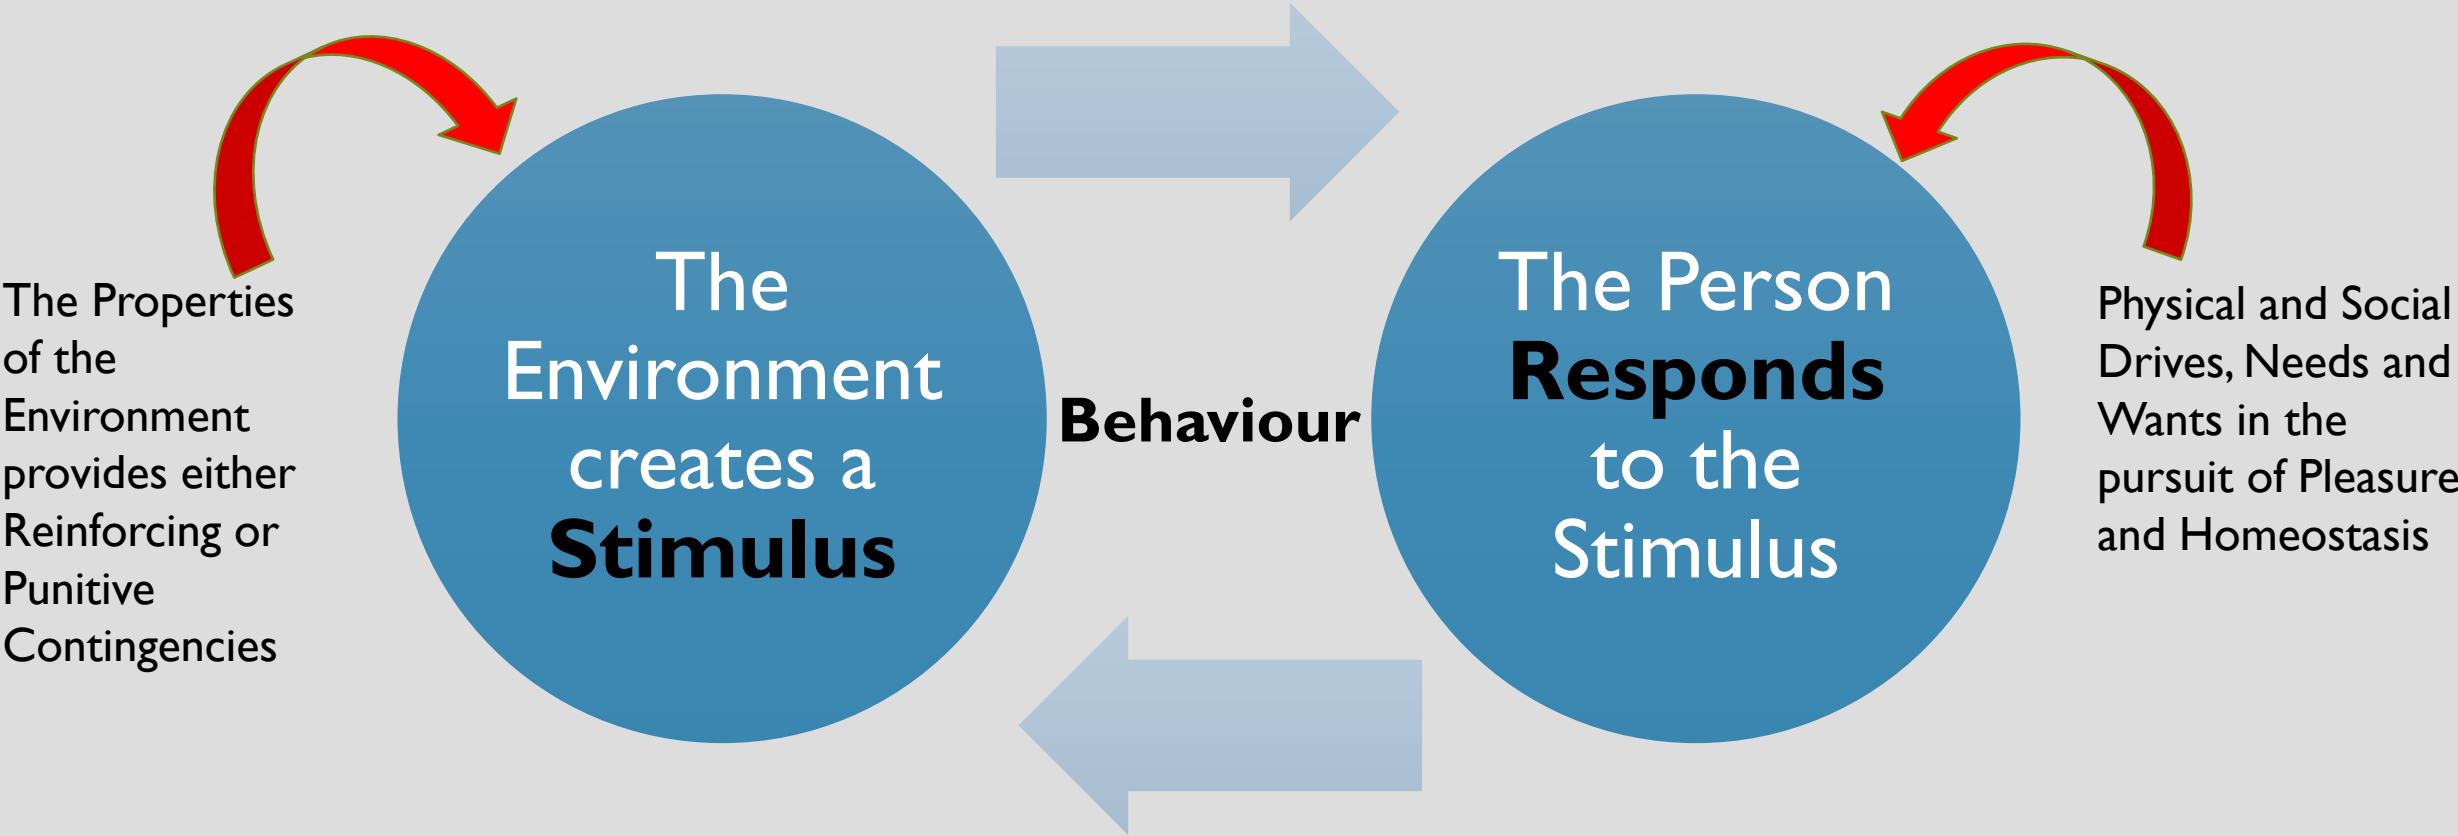 The Properties
of the
Environment
provides either
Reinforcing or
Punitive
Contingencies
The
Environment
creates a
Stimulus
Behaviour
The Person
Responds
to the
Stimulus
Physical and Social
Drives, Needs and
Wants in the
pursuit of Pleasure
and Homeostasis